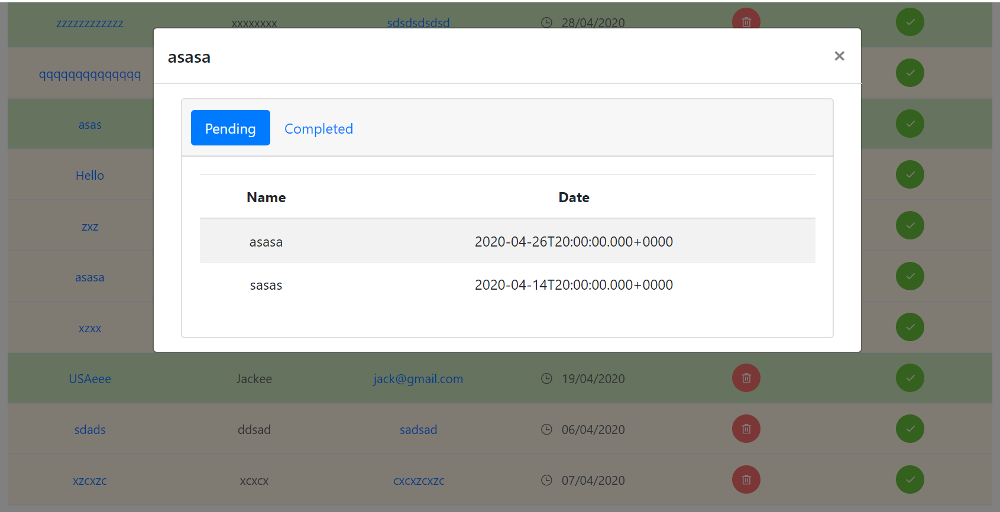 zzzzzzzzzzzz xxxxxxxx sdsdsdsdsd 28/04/2020
asasa ×
qqqqqqqqqqqqqq
asas
Pending Completed
Hello
Name Date
zxz
asasa 2020-04-26T20:00:00.000+0000
asasa
sasas 2020-04-14T20:00:00.000+0000
xzxx
USAeee Jackee jack@gmail.com 19/04/2020
sdads ddsad sadsad 06/04/2020
xzcxzc xcxcx cxcxzcxzc 07/04/2020